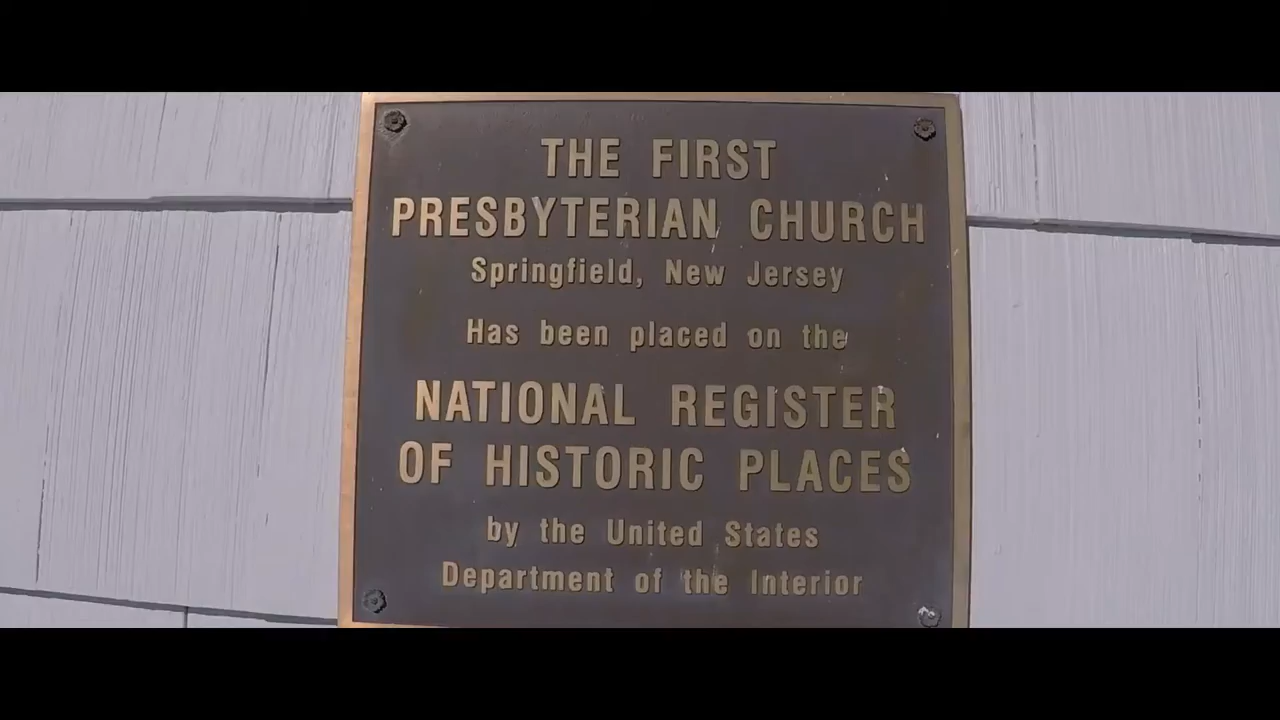 THE FIRST
PRESBYTERIAN CHURCH
Springfield, New Jersey
Has been placed on the
NATIONAL REGISTER
OF HISTORIC PLACES
by the United States
Department of the Interior